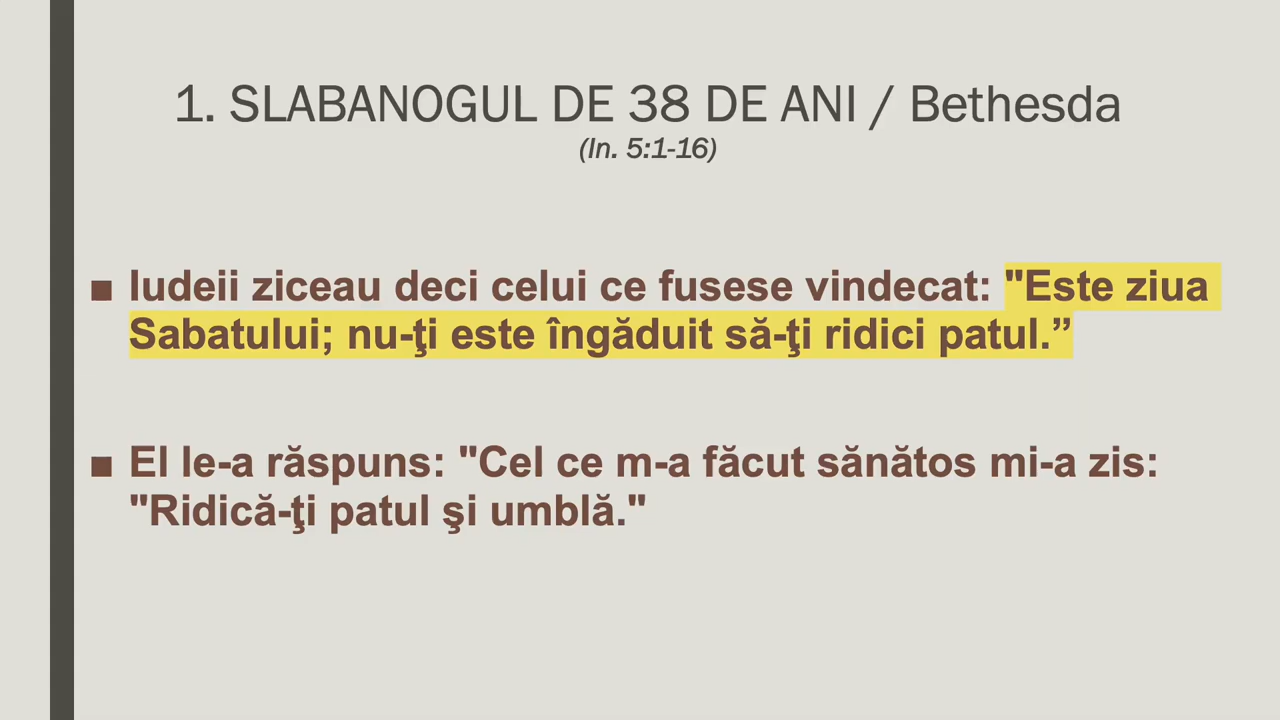 1. SLABANOGUL DE 38 DE ANI / Bethesda
(In. 5:1-16)
■ Iudeii ziceau deci celui ce fusese vindecat: "Este ziua
Sabatului; nu-ţi este îngăduit să-ţi ridici patul.”
■ El le-a răspuns: "Cel ce m-a făcut sănătos mi-a zis:
"Ridică-ţi patul şi umblă."